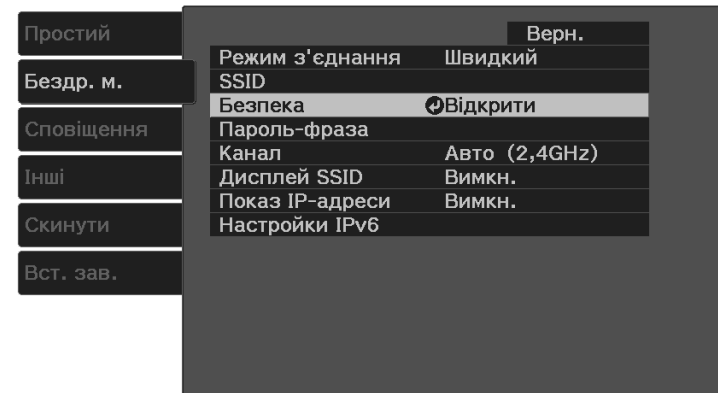 Простий
Бездр. м.
Сповіщення
Інші
Скинути
Вст. зав.
Верн.
Режим з'єднання Швидкий
SSID
Безпека Відкрити
Пароль-фраза
Канал Авто (2,4GHz)
Дисплей SSID Вимкн.
Показ IP-адреси Вимкн.
Настройки IPv6